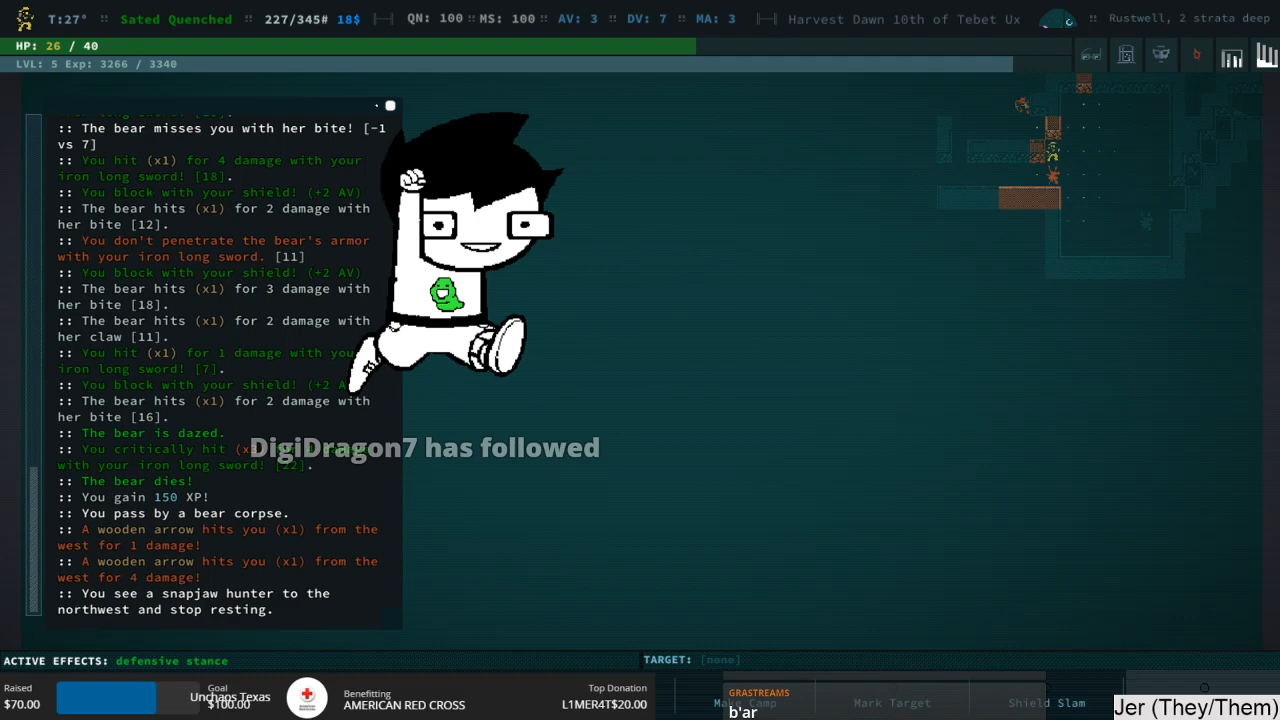 T:27° :: Sated Quenched :: 227/345# 18$ QN: 100 :: MS: 100 :: AV: 3 :: DV: 7 :: MA: 3 Harvest Dawn 10th of Tebet Ux :: Rustwell, 2 strata deep
HP: 26 / 40
LVL: 5 Exp: 3266 / 3340
:: The bear misses you with her bite! [-1
vs 7]
:: You hit (x1) for 4 damage with your
iron long sword! [18].
:: You block with your shield! (+2 AV)
:: The bear hits (x1) for 2 damage with
her bite [12].
:: You don't penetrate the bear's armor
with your iron long sword. [11]
:: You block with your shield! (+2 AV)
:: The bear hits (x1) for 3 damage with
her bite [18].
:: The bear hits (x1) for 2 damage with
her claw [11].
:: You hit (x1) for 1 damage with you
iron long sword! [7].
:: You block with your shield! (+2 A
:: The bear hits (x1) for 2 damage with
her bite [16].
:: The bear is dazed.
:: You critically hit
with your iron long sword! [22].
DigiDragon7 has followed
:: The bear dies!
:: You gain 150 XP!
:: You pass by a bear corpse.
:: A wooden arrow hits you (x1) from the
west for 1 damage!
:: A wooden arrow hits you (x1) from the
west for 4 damage!
:: You see a snapjaw hunter to the
northwest and stop resting.
ACTIVE EFFECTS: defensive stance
TARGET: [none]
Raised
$70.00
Goal
Unchaos Texas
Benefitting
AMERICAN RED CROSS
Top Donation
L1MER4T$20.00
GRASTREAMS
b'ar
Make Camp
Mark Target
Shield Slam
Jer (They/Them)